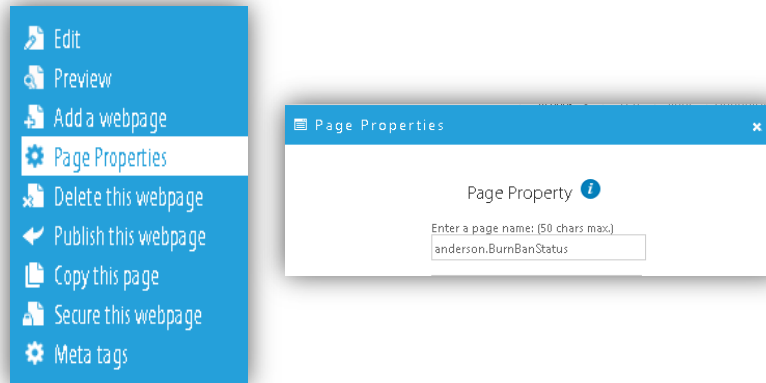 Edit
Preview
Add a webpage
Page Properties
Delete this webpage
Publish this webpage
Copy this page
Secure this webpage
Meta tags
Page Properties
Page Property
Enter a page name: (50 chars max.)
anderson.BurnBanStatus